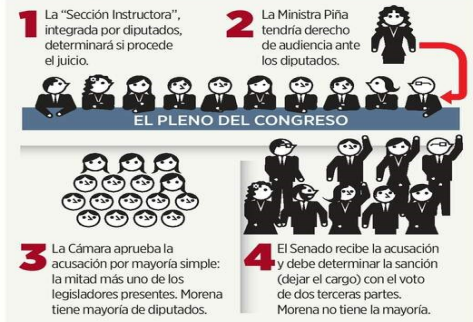 1 La “Sección Instructora”,
integrada por diputados,
determinará si procede
el juicio.
2 La Ministra Piña
tendría derecho
de audiencia ante
los diputados.
EL PLENO DEL CONGRESO
3 La Cámara aprueba la
acusación por mayoría simple:
la mitad más uno de los
legisladores presentes. Morena
tiene mayoría de diputados.
4 El Senado recibe la acusación
y debe determinar la sanción
(dejar el cargo) con el voto
de dos terceras partes.
Morena no tiene la mayoría.